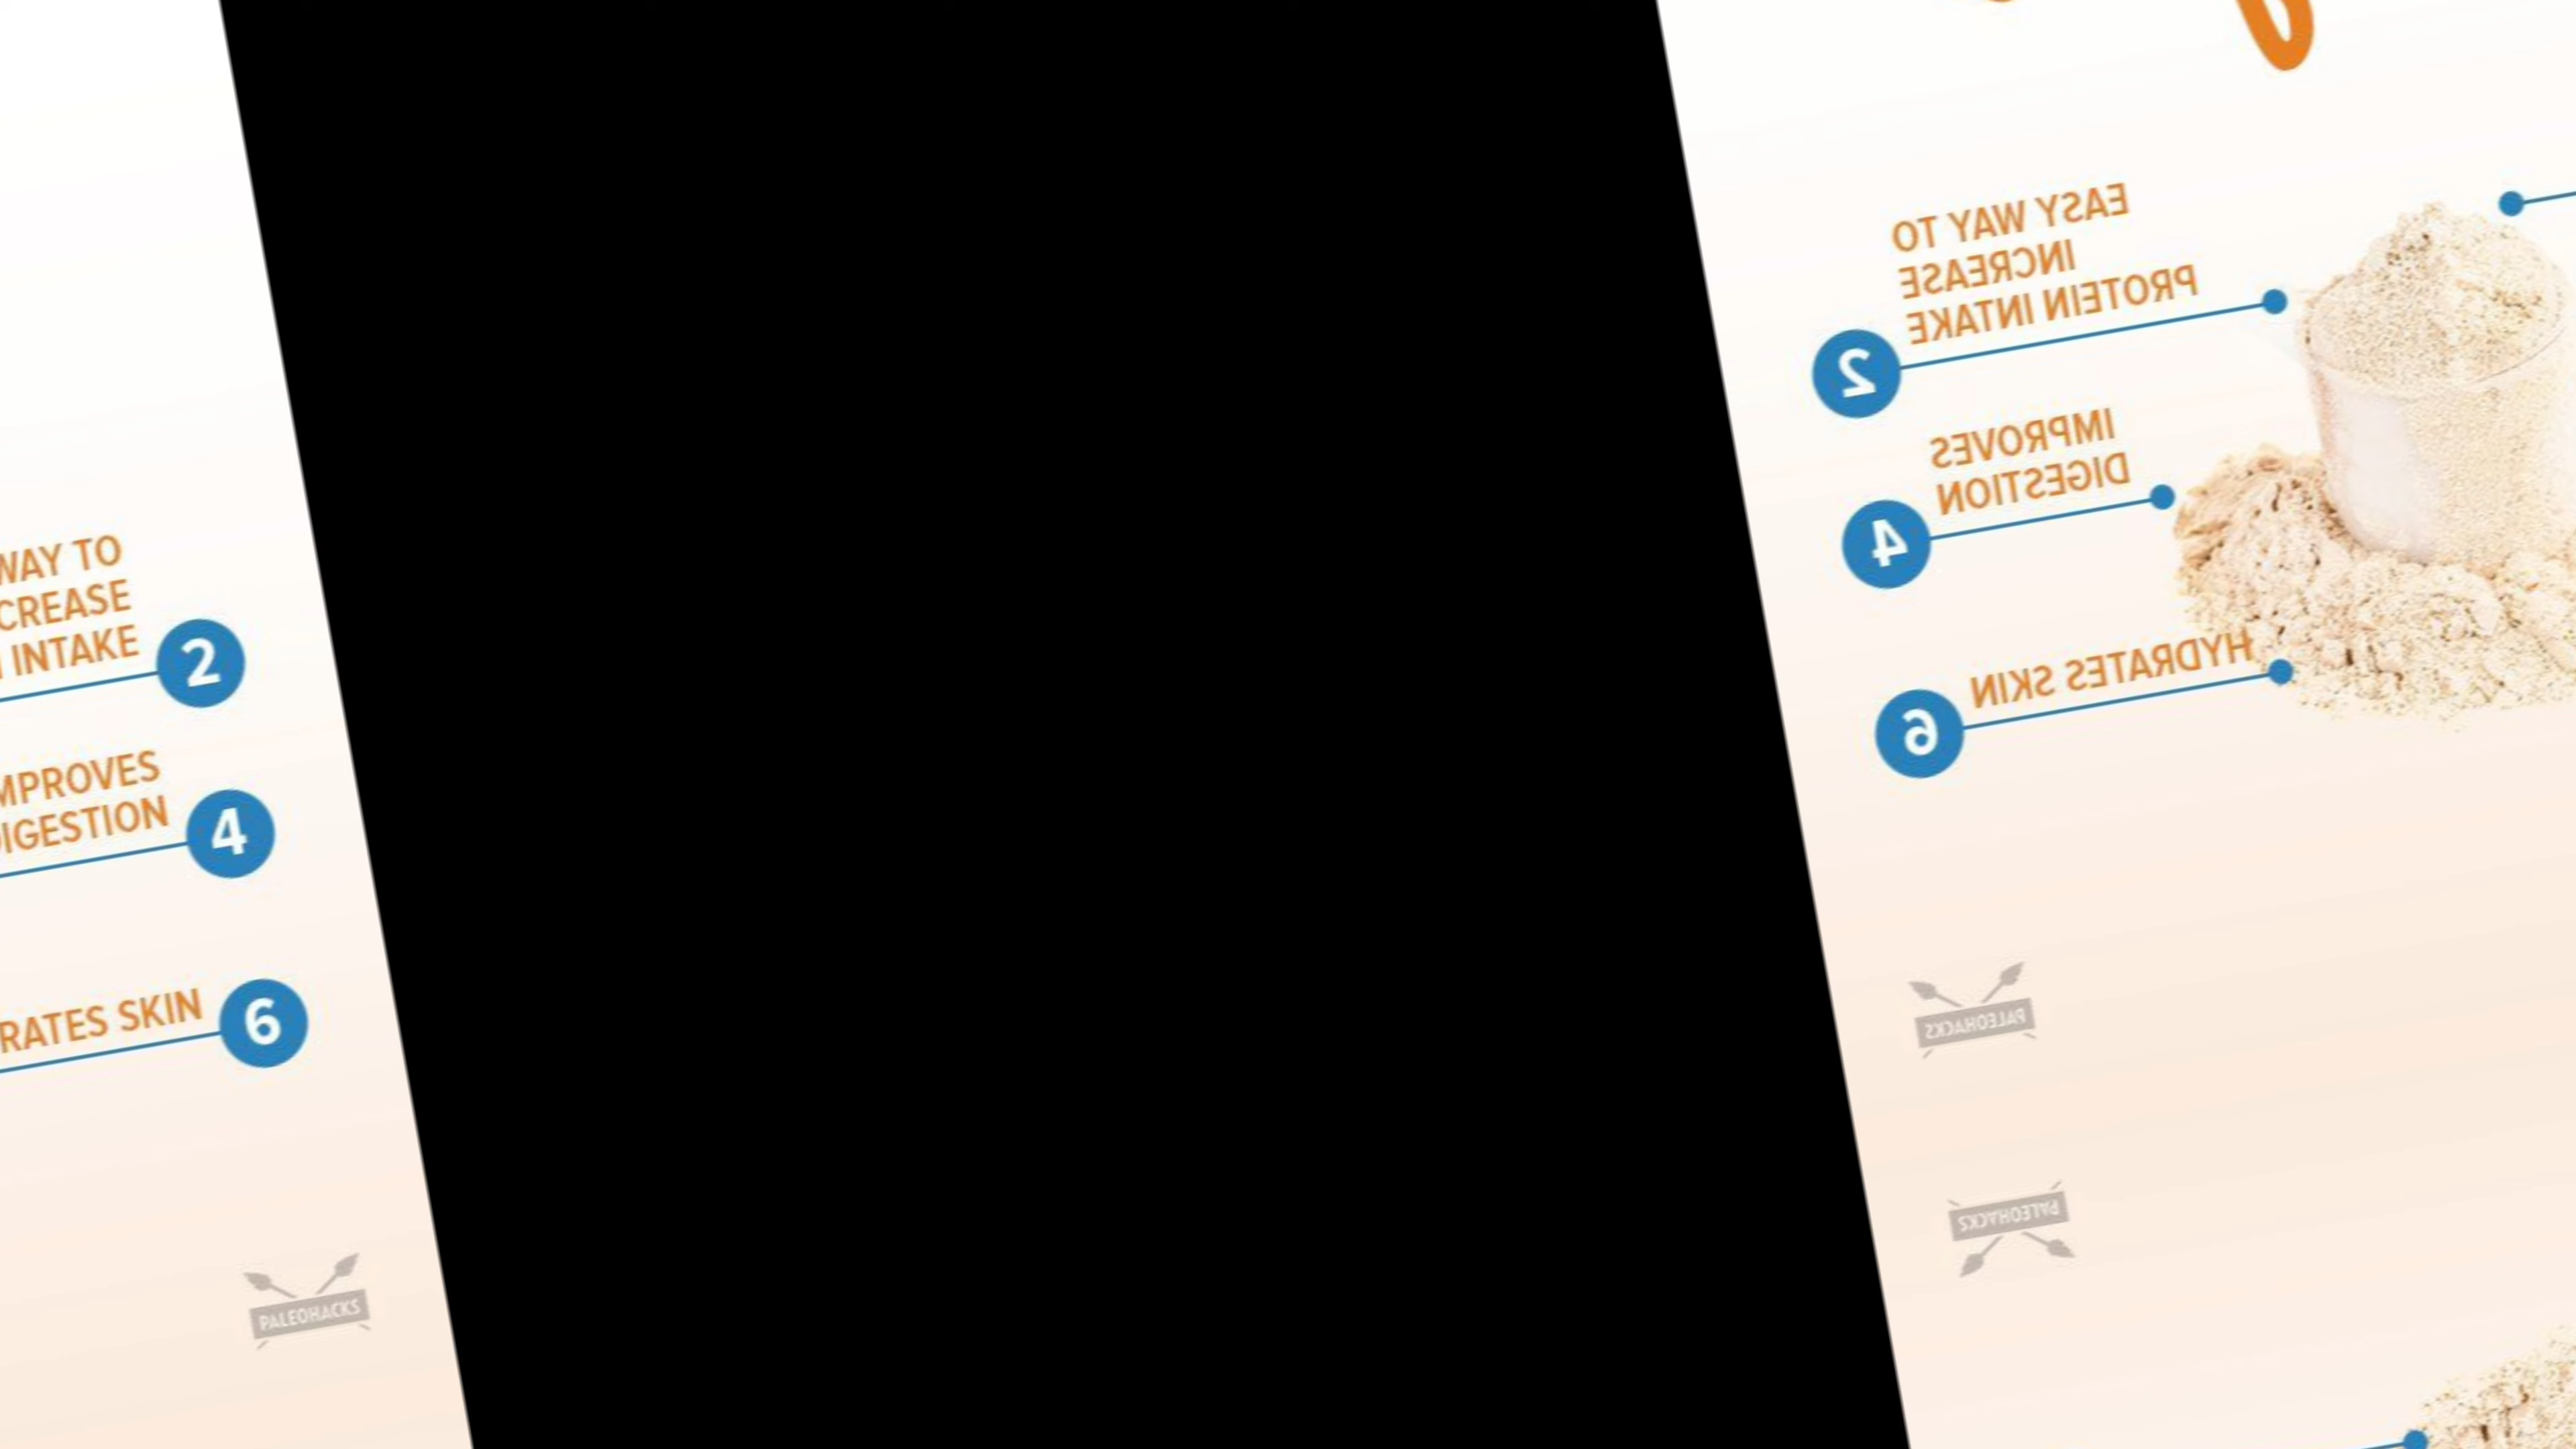 WAY TO
CREASE
INTAKE
2
MPROVES
IGESTION
4
RATES SKIN
6
PALEOHACKS
EASY WAY TO
INCREASE
PROTEIN INTAKE
2
IMPROVES
DIGESTION
4
HYDRATES SKIN
6
PALEOHACKS
PALEOHACKS